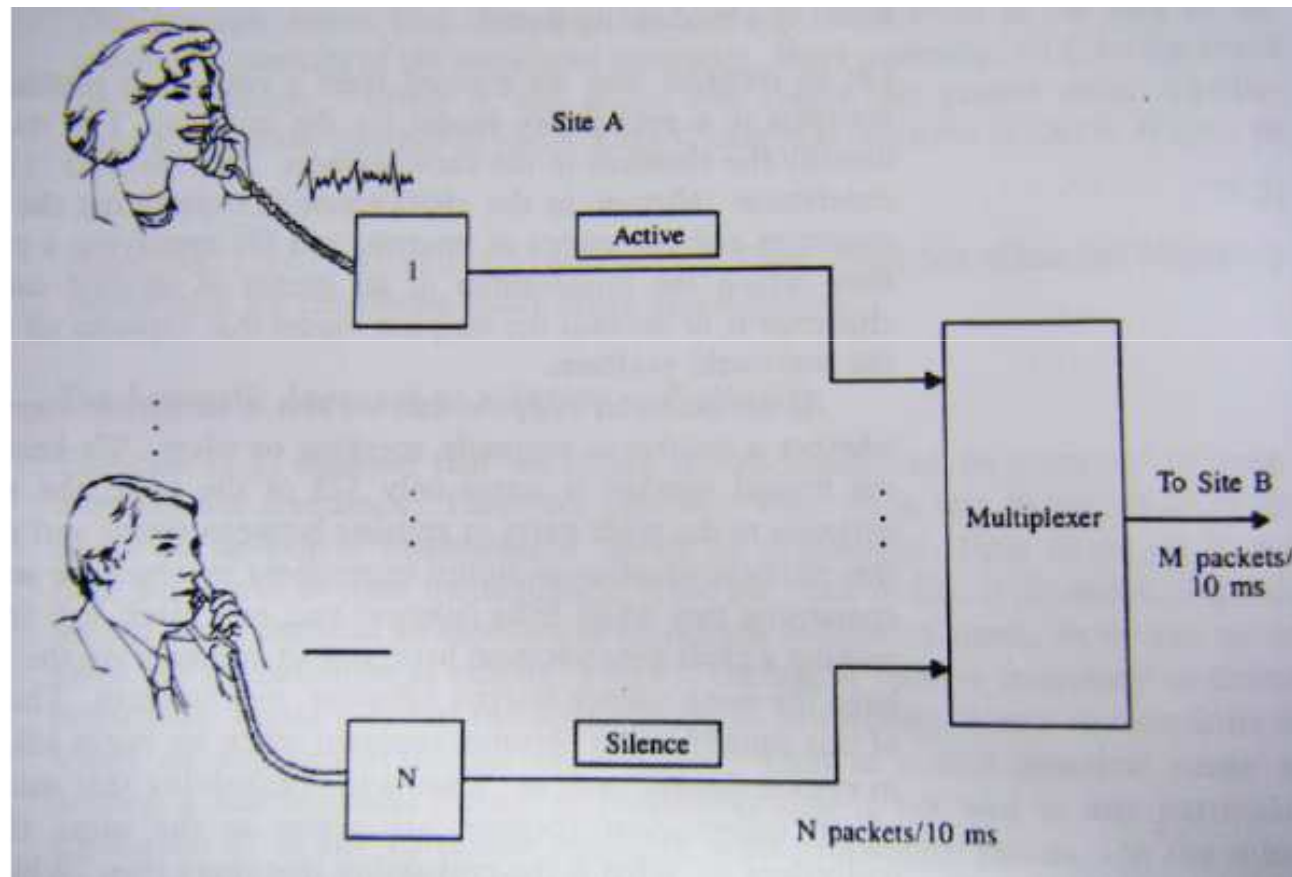 Site A
Active
1
Multiplexer
To Site B
M packets/
10 ms
Silence
N
N packets/10 ms